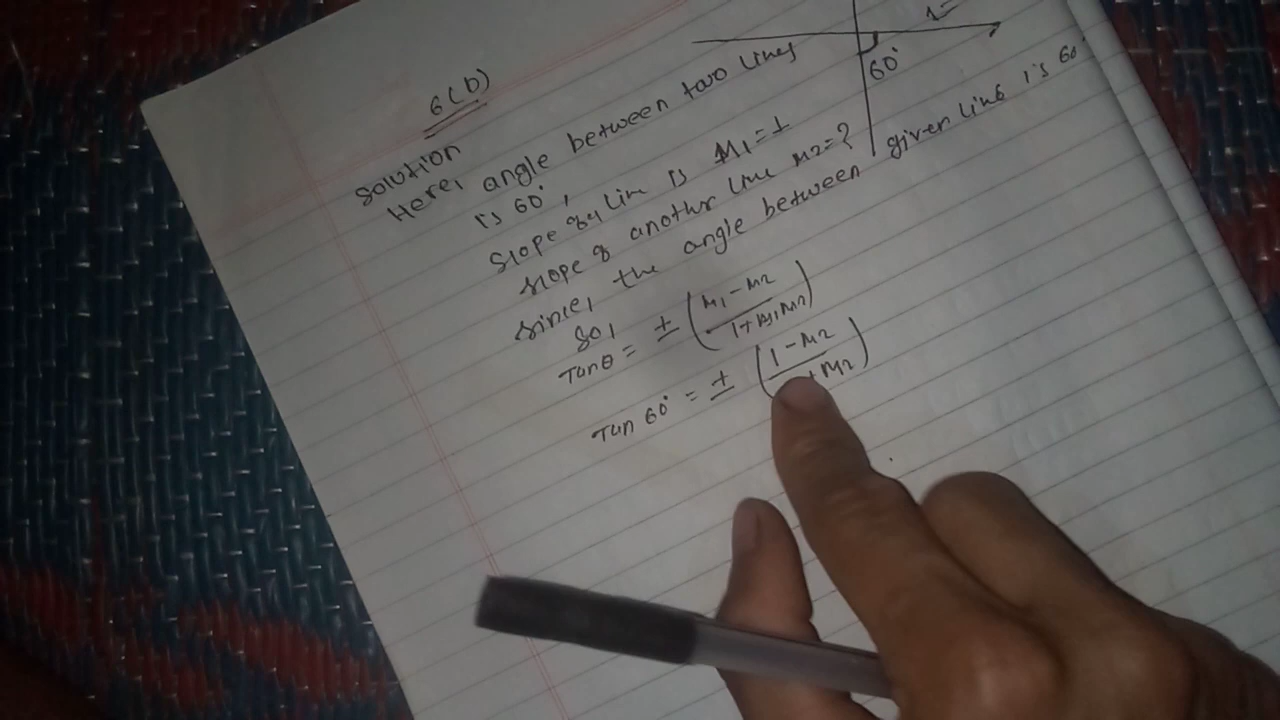 6(b)
Solution
Here, angle between two lines
is 60°,
slope of line is M1 = 1
slope of another line M2 = ?
since, the angle between given line is 60°
So,
Tanθ = ± (M1 - M2 / 1 + M1M2)
Tan 60° = ± (1 - M2 / + M2)
60°